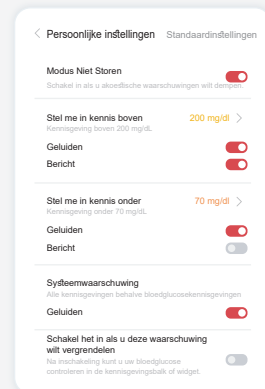 Persoonlijke instellingen Standaardinstellingen
Modus Niet Storen
Schakel in als u akoestische waarschuwingen wilt dempen.
Stel me in kennis boven 200 mg/dl
Kennisgeving boven 200 mg/dL
Geluiden
Bericht
Stel me in kennis onder 70 mg/dl
Kennisgeving onder 70 mg/dL
Geluiden
Bericht
Systeemwaarschuwing
Alle kennisgevingen behalve bloedglucosekennisgevingen
Geluiden
Schakel het in als u deze waarschuwing
wilt vergrendelen
Na inschakeling kunt u uw bloedglucose
controleren in de kennisgevingsbalk of widget.